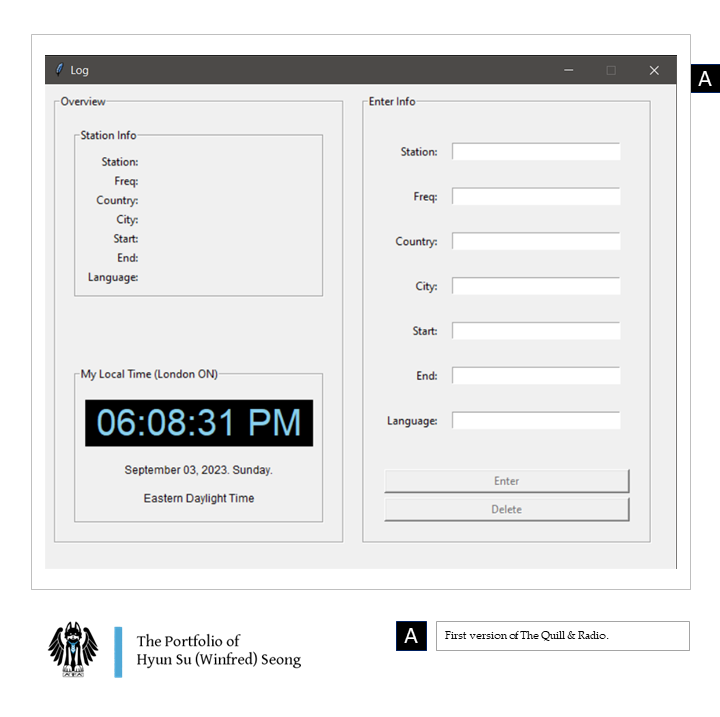 Log
A
Overview
Station Info
Station:
Freq:
Country:
City:
Start:
End:
Language:
My Local Time (London ON)
06:08:31 PM
September 03, 2023. Sunday.
Eastern Daylight Time
Enter Info
Station:
Freq:
Country:
City:
Start:
End:
Language:
Enter
Delete
The Portfolio of
Hyun Su (Winfred) Seong
A
First version of The Quill & Radio.